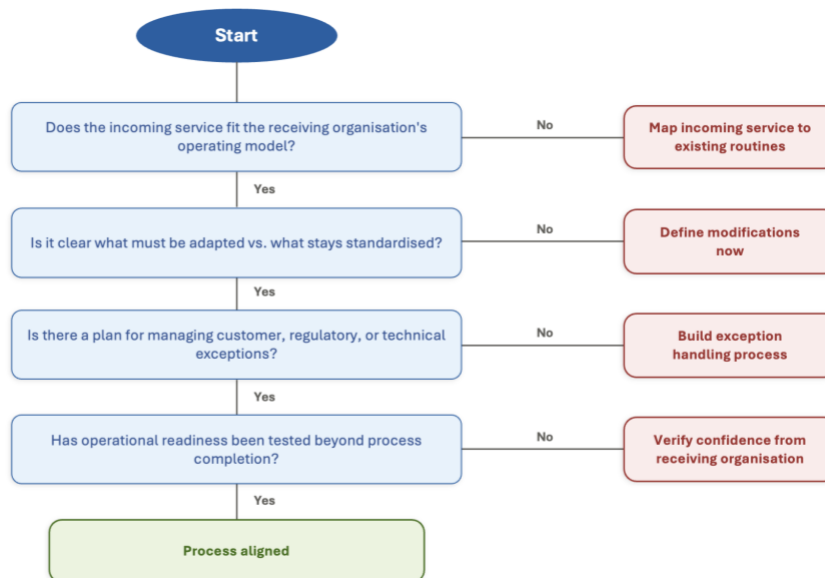 Start
Does the incoming service fit the receiving organisation's
operating model?
No
Map incoming service to
existing routines
Yes
Is it clear what must be adapted vs. what stays standardised?
No
Define modifications
now
Yes
Is there a plan for managing customer, regulatory, or technical
exceptions?
No
Build exception
handling process
Yes
Has operational readiness been tested beyond process
completion?
No
Verify confidence from
receiving organisation
Yes
Process aligned